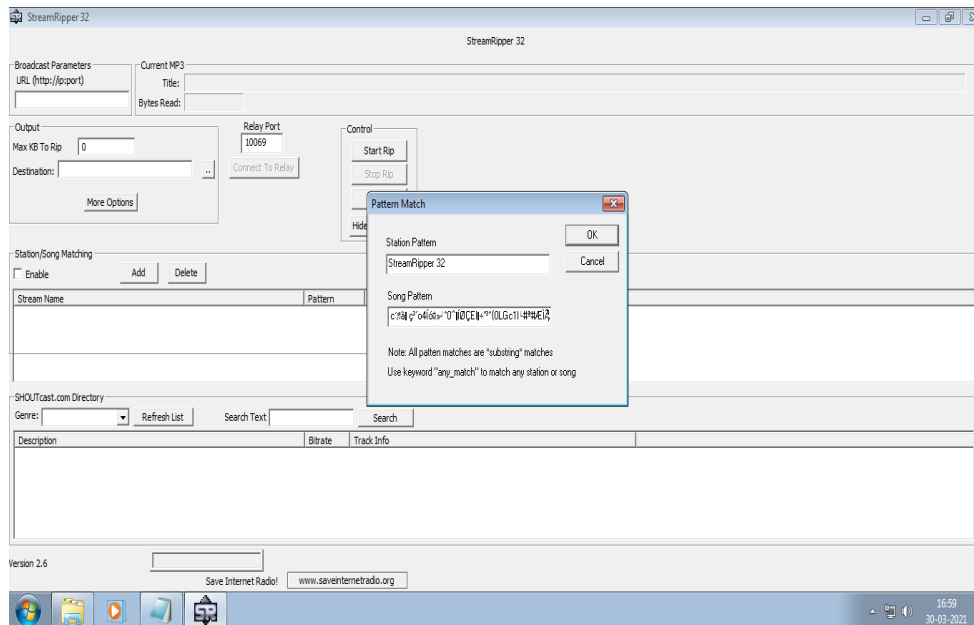 StreamRipper 32
StreamRipper 32
Broadcast Parameters
URL (http://ip:port)
Current MP3
Title:
Bytes Read:
Output
Max KB To Rip 0
Destination: ..
More Options
Relay Port
10069
Connect To Relay
Control
Start Rip
Stop Rip
Hide
Pattern Match
Station Pattern
StreamRipper 32
Song Pattern
Note: All patten matches are *substring* matches
Use keyword "any_match" to match any station or song
OK
Cancel
Station/Song Matching
Enable Add Delete
Stream Name Pattern
SHOUTcast.com Directory
Genre: Refresh List Search Text Search
Description Bitrate Track Info
Version 2.6
Save Internet Radio! www.saveinternetradio.org
16:59
30-03-2021